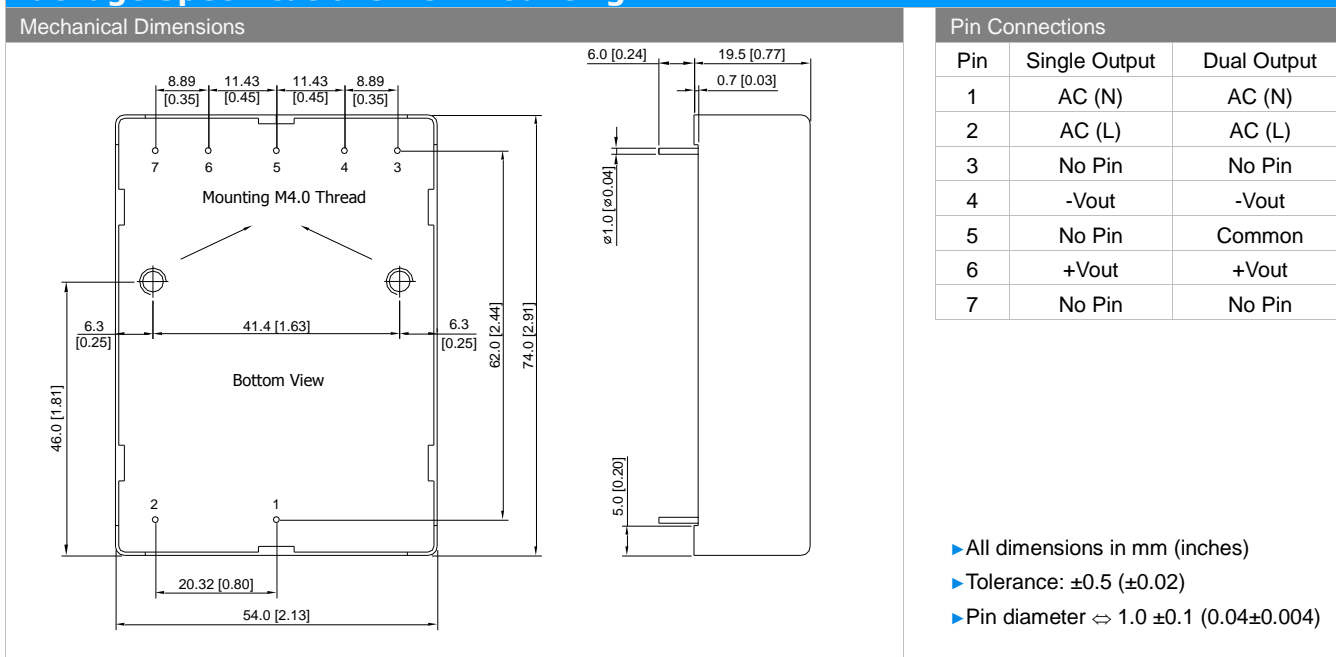 Mechanical Dimensions
6.0 [0.24]
19.5 [0.77]
0.7 [0.03]
8.89
[0.35]
11.43
[0.45]
11.43
[0.45]
8.89
[0.35]
7 6 5 4 3
Mounting M4.0 Thread
ø1.0 [ø0.04]
6.3
[0.25]
41.4 [1.63]
6.3
[0.25]
62.0 [2.44]
74.0 [2.91]
Bottom View
46.0 [1.81]
5.0 [0.20]
2 1
20.32 [0.80]
54.0 [2.13]
Pin Connections
Pin Single Output Dual Output
1 AC (N) AC (N)
2 AC (L) AC (L)
3 No Pin No Pin
4 -Vout -Vout
5 No Pin Common
6 +Vout +Vout
7 No Pin No Pin
►All dimensions in mm (inches)
►Tolerance: ±0.5 (±0.02)
►Pin diameter ⇔ 1.0 ±0.1 (0.04±0.004)